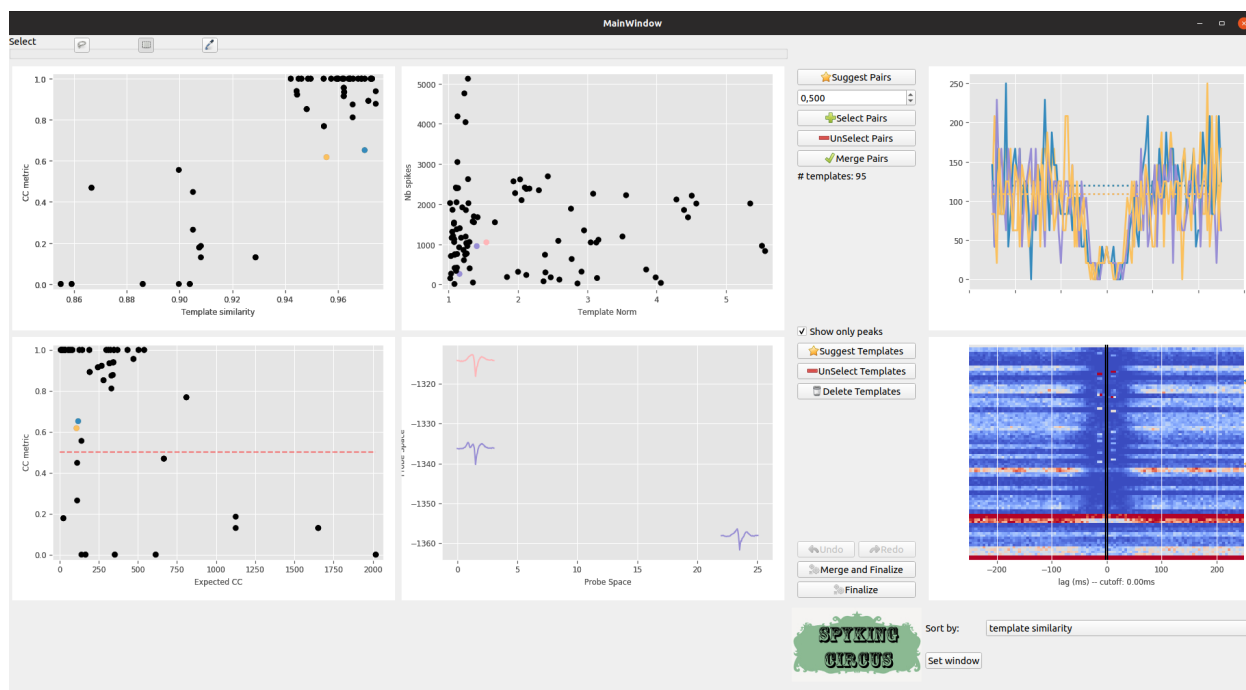 MainWindow
Select
1.0
0.8
0.6
0.4
0.2
0.0
CC metric
0.86 0.88 0.90 0.92 0.94 0.96
Template similarity
5000
4000
3000
2000
1000
0
Nb spikes
1 2 3 4 5
Template Norm
Suggest Pairs
0,500
Select Pairs
UnSelect Pairs
Merge Pairs
# templates: 95
250
200
150
100
50
0
1.0
0.8
0.6
0.4
0.2
0.0
CC metric
0 250 500 750 1000 1250 1500 1750 2000
Expected CC
−1320
−1330
−1340
−1350
−1360
Probe Space
0 5 10 15 20 25
Probe Space
Show only peaks
Suggest Templates
UnSelect Templates
Delete Templates
Undo Redo
Merge and Finalize
Finalize
−200 −100 0 100 200
lag (ms) -- cutoff: 0.00ms
SPYKING
CIRCUS
Sort by: template similarity
Set window